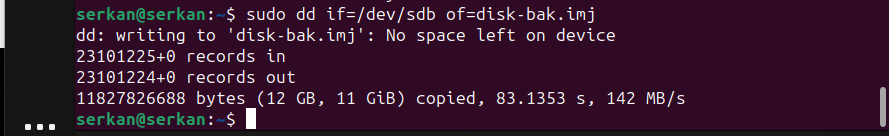 serkan@serkan:~$ sudo dd if=/dev/sdb of=disk-bak.imj
dd: writing to 'disk-bak.imj': No space left on device
23101225+0 records in
23101224+0 records out
11827826688 bytes (12 GB, 11 GiB) copied, 83.1353 s, 142 MB/s
serkan@serkan:~$